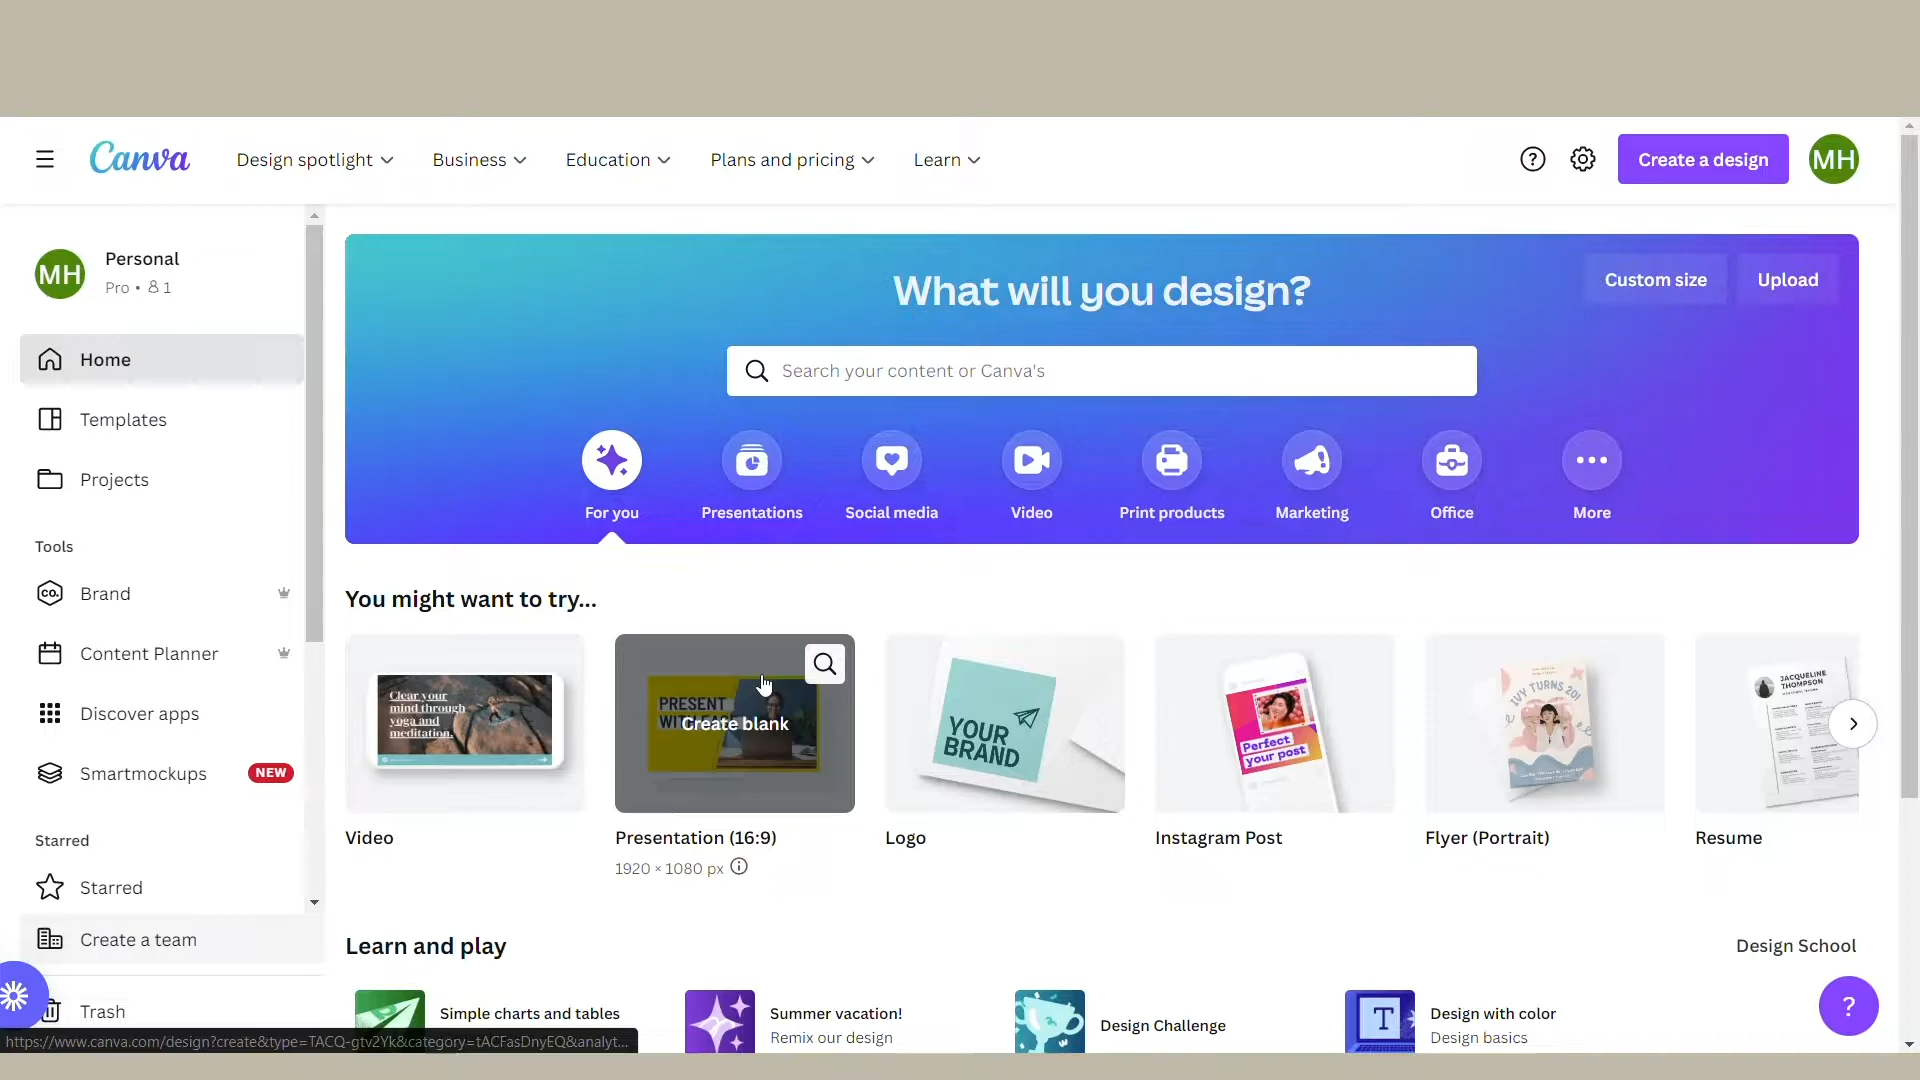 Canva
Design spotlight
Business
Education
Plans and pricing
Learn
Create a design
MH
MH
Personal
Pro • 1
Home
Templates
Projects
Tools
Brand
Content Planner
Discover apps
Smartmockups
NEW
Starred
Starred
Create a team
Trash
https://www.canva.com/design?create&type=TACQ-gtv2Yk&category=tACFasDnyEQ&analyt...
What will you design?
Custom size
Upload
Search your content or Canva's
For you
Presentations
Social media
Video
Print products
Marketing
Office
More
You might want to try...
Clear your
mind through
yoga and
meditation.
PRESENT
Create blank
YOUR
BRAND
Perfect
your post
IVY TURNS 20!
JACQUELINE
THOMPSON
Video
Presentation (16:9)
1920 × 1080 px
Logo
Instagram Post
Flyer (Portrait)
Resume
Learn and play
Design School
Simple charts and tables
Summer vacation!
Remix our design
Design Challenge
T
Design with color
Design basics